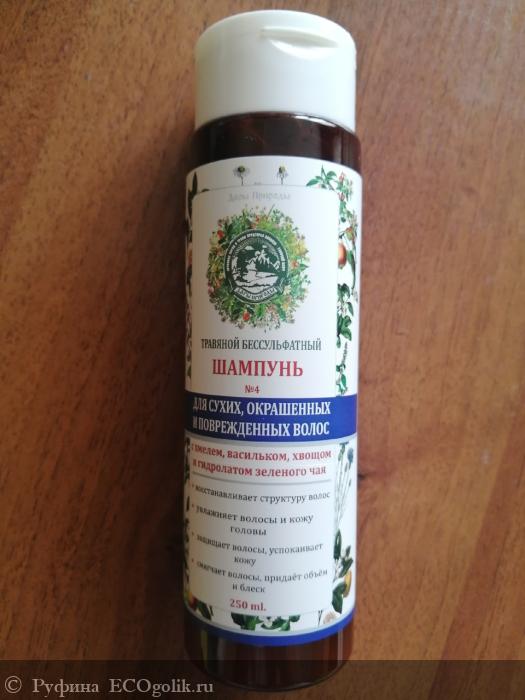 Дары Природы
ТРАВЯНОЙ БЕССУЛЬФАТНЫЙ
ШАМПУНЬ
№4
ДЛЯ СУХИХ, ОКРАШЕННЫХ
И ПОВРЕЖДЕННЫХ ВОЛОС
с хмелем, васильком, хвощом
и гидролатом зеленого чая
• восстанавливает структуру волос
• увлажняет волосы и кожу
головы
• защищает волосы, успокаивает
кожу
• смягчает волосы, придаёт объём
и блеск
250 ml.
© Руфина ECOgolik.ru